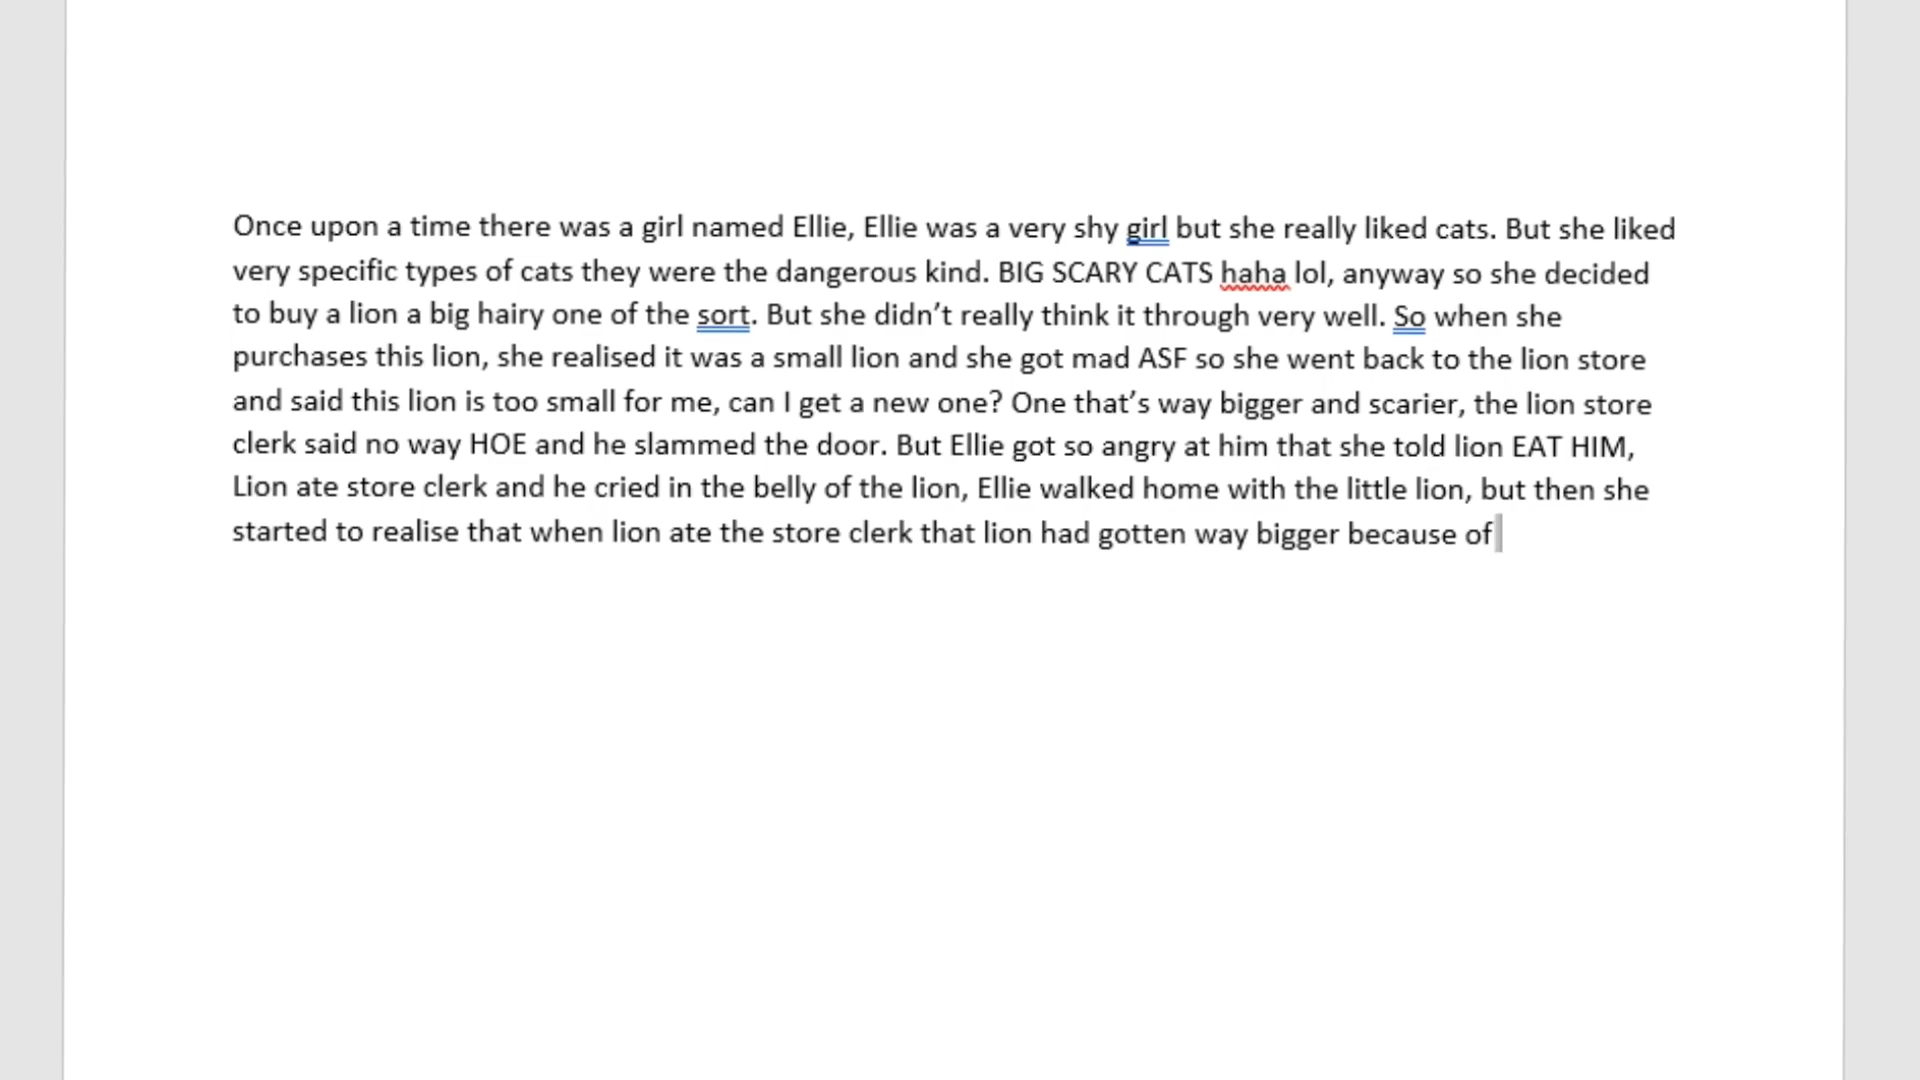 Once upon a time there was a girl named Ellie, Ellie was a very shy girl but she really liked cats. But she liked
very specific types of cats they were the dangerous kind. BIG SCARY CATS haha lol, anyway so she decided
to buy a lion a big hairy one of the sort. But she didn’t really think it through very well. So when she
purchases this lion, she realised it was a small lion and she got mad ASF so she went back to the lion store
and said this lion is too small for me, can I get a new one? One that’s way bigger and scarier, the lion store
clerk said no way HOE and he slammed the door. But Ellie got so angry at him that she told lion EAT HIM,
Lion ate store clerk and he cried in the belly of the lion, Ellie walked home with the little lion, but then she
started to realise that when lion ate the store clerk that lion had gotten way bigger because of